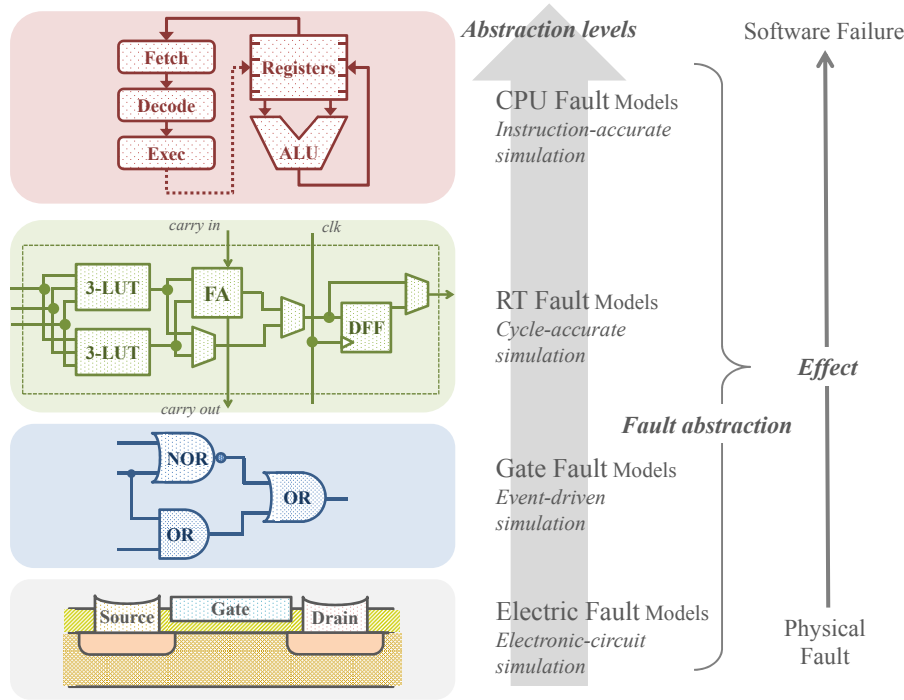 Abstraction levels
Software Failure
Fetch
Registers
Decode
Exec
ALU
CPU Fault Models
Instruction-accurate
simulation
carry in
clk
3-LUT
FA
3-LUT
DFF
carry out
RT Fault Models
Cycle-accurate
simulation
Effect
Fault abstraction
NOR
OR
OR
Gate Fault Models
Event-driven
simulation
Source
Gate
Drain
Electric Fault Models
Electronic-circuit
simulation
Physical
Fault